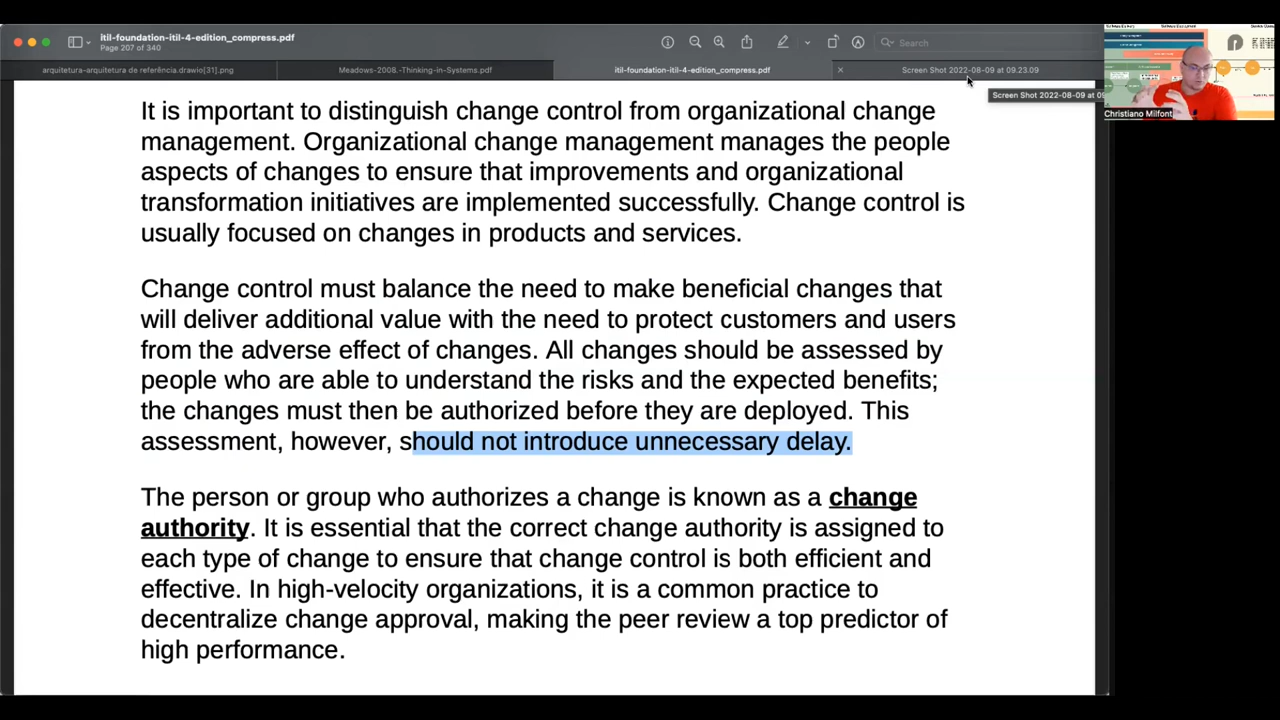 itil-foundation-itil-4-edition_compress.pdf
Page 207 of 340
Search
arquitetura-arquitetura de referência.drawio[31].png
Meadows-2008.-Thinking-in-Systems.pdf
itil-foundation-itil-4-edition_compress.pdf
Screen Shot 2022-08-09 at 09.23.09
Screen Shot 2022-08-09 at 09
Christiano Milfont
It is important to distinguish change control from organizational change
management. Organizational change management manages the people
aspects of changes to ensure that improvements and organizational
transformation initiatives are implemented successfully. Change control is
usually focused on changes in products and services.
Change control must balance the need to make beneficial changes that
will deliver additional value with the need to protect customers and users
from the adverse effect of changes. All changes should be assessed by
people who are able to understand the risks and the expected benefits;
the changes must then be authorized before they are deployed. This
assessment, however, should not introduce unnecessary delay.
The person or group who authorizes a change is known as a change
authority. It is essential that the correct change authority is assigned to
each type of change to ensure that change control is both efficient and
effective. In high-velocity organizations, it is a common practice to
decentralize change approval, making the peer review a top predictor of
high performance.